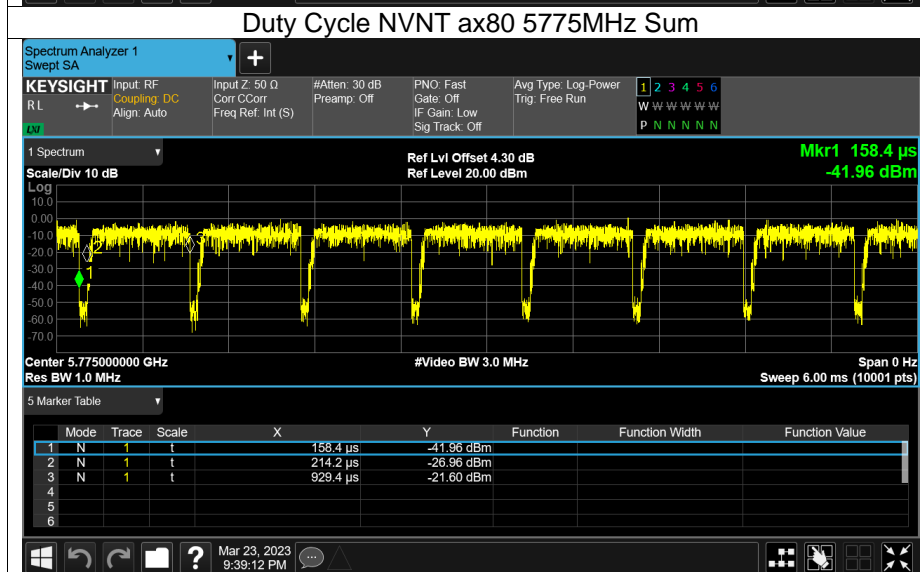 Duty Cycle NVNT ax80 5775MHz Sum
Spectrum Analyzer 1
Swept SA
+
KEYSIGHT Input: RF Input Z: 50 Ω #Atten: 30 dB PNO: Fast Avg Type: Log-Power 1 2 3 4 5 6
R L Coupling: DC Corr CCorr Preamp: Off Gate: Off Trig: Free Run W W W W W W
Align: Auto Freq Ref: Int (S) IF Gain: Low
LXI Sig Track: Off P N N N N N
1 Spectrum Ref Lvl Offset 4.30 dB Mkr1 158.4 µs
Scale/Div 10 dB Ref Level 20.00 dBm -41.96 dBm
Log
10.0
0.00
-10.0
-20.0 2 3
-30.0 1
-40.0
-50.0
-60.0
-70.0
Center 5.775000000 GHz #Video BW 3.0 MHz Span 0 Hz
Res BW 1.0 MHz Sweep 6.00 ms (10001 pts)
5 Marker Table
Mode Trace Scale X Y Function Function Width Function Value
1 N 1 t 158.4 µs -41.96 dBm
2 N 1 t 214.2 µs -26.96 dBm
3 N 1 t 929.4 µs -21.60 dBm
4
5
6
? Mar 23, 2023
9:39:12 PM